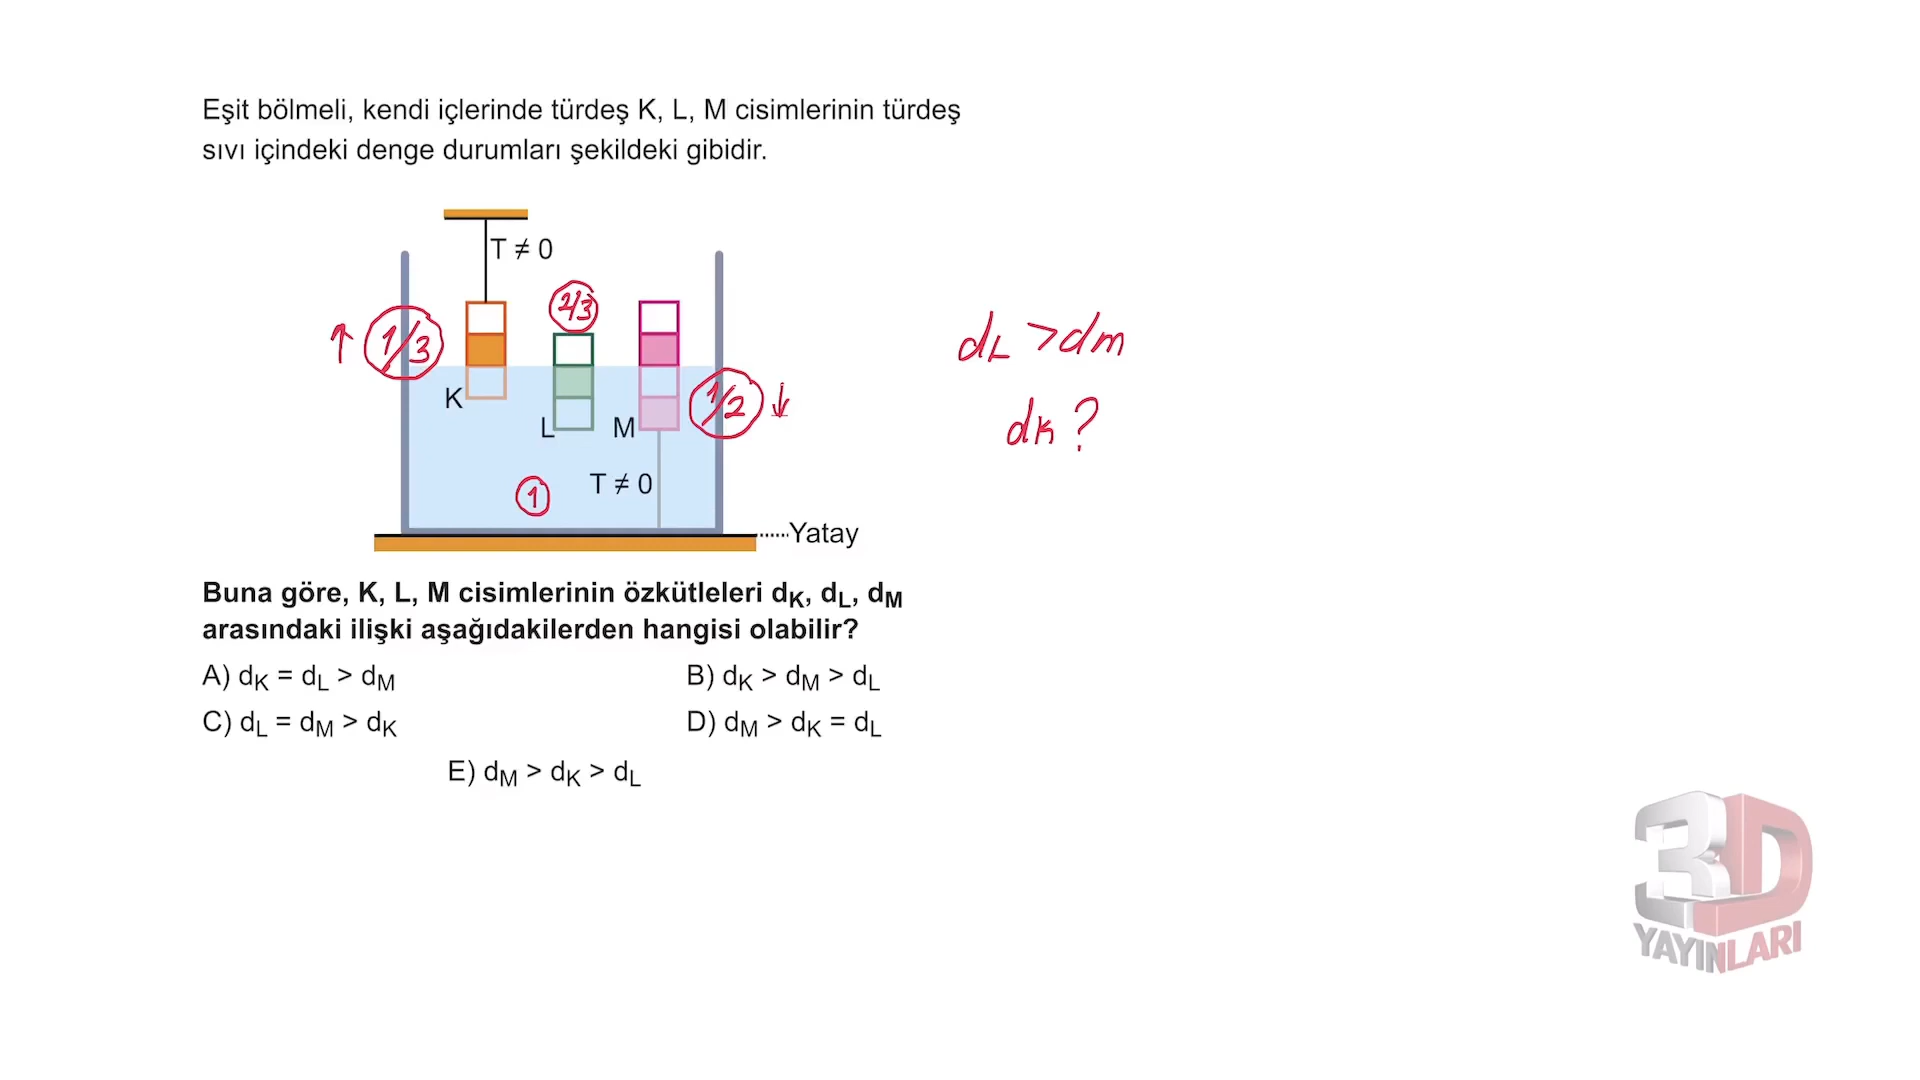 Eşit bölmeli, kendi içlerinde türdeş K, L, M cisimlerinin türdeş
sıvı içindeki denge durumları şekildeki gibidir.
T ≠ 0
2/3
↑ 1/3
K
L
M
1/2 ↓
1
T ≠ 0
Yatay
dL > dM
dK ?
Buna göre, K, L, M cisimlerinin özkütleleri dK, dL, dM
arasındaki ilişki aşağıdakilerden hangisi olabilir?
A) dK = dL > dM
B) dK > dM > dL
C) dL = dM > dK
D) dM > dK = dL
E) dM > dK > dL
3D
YAYINLARI